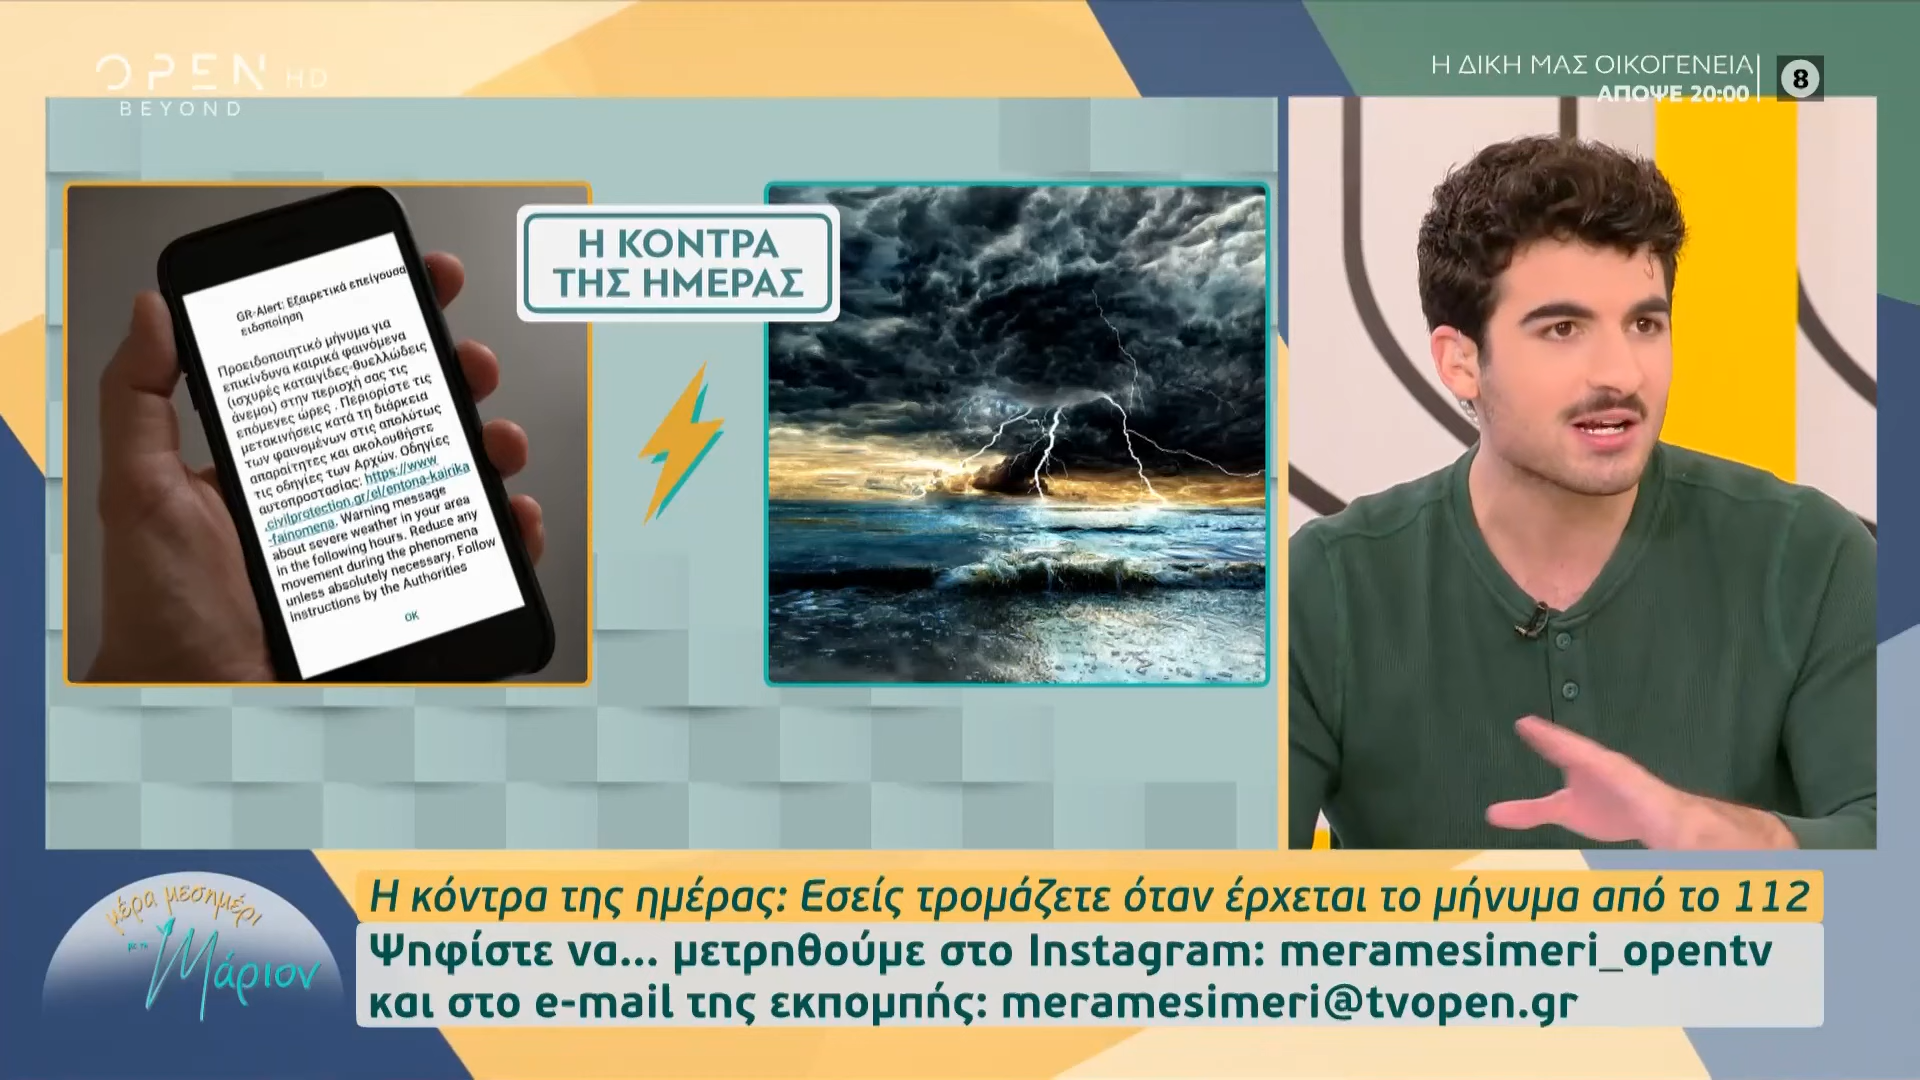 OPEN HD
BEYOND
Η ΔΙΚΗ ΜΑΣ ΟΙΚΟΓΕΝΕΙΑ
ΑΠΟΨΕ 20:00
8
Η ΚΟΝΤΡΑ
ΤΗΣ ΗΜΕΡΑΣ
GR-Alert: Εξαιρετικά επείγουσα
ειδοποίηση
Προειδοποιητικό μήνυμα για
επικίνδυνα καιρικά φαινόμενα
(ισχυρές καταιγίδες-θυελλώδεις
άνεμοι) στην περιοχή σας τις
επόμενες ώρες . Περιορίστε τις
μετακινήσεις κατά τη διάρκεια
των φαινομένων στις απολύτως
απαραίτητες και ακολουθήστε
τις οδηγίες των Αρχών. Οδηγίες
αυτοπροστασίας: https://www
.civilprotection.gr/el/entona-kairika
-fainomena. Warning message
about severe weather in your area
in the following hours. Reduce any
movement during the phenomena
unless absolutely necessary. Follow
instructions by the Authorities
OK
μέρα μεσημέρι
με τη
Μάριον
Η κόντρα της ημέρας: Εσείς τρομάζετε όταν έρχεται το μήνυμα από το 112
Ψηφίστε να... μετρηθούμε στο Instagram: meramesimeri_opentv
και στο e-mail της εκπομπής: meramesimeri@tvopen.gr